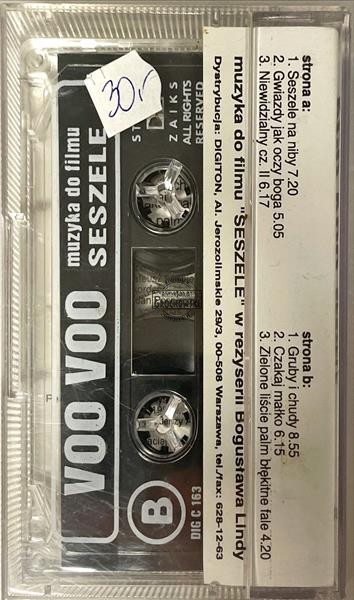 30,-
VOO VOO
muzyka do filmu
SESZELE
ST
ZAIKS
ALL RIGHTS
RESERVED
B
DIG C 163
strona a:
1. Seszele na niby 7.20
2. Gwiazdy jak oczy boga 5.05
3. Niewidzialny cz. II 6.17
strona b:
1. Gruby i chudy 8.55
2. Czakaj małko 6.15
3. Zielone liście palm błękitne fale 4.20
muzyka do filmu "SESZELE" w reżyserii Bogusława Lindy
Dystrybucja: DIGITON, Al. Jerozolimskie 29/3, 00-508 Warszawa, tel./fax: 628-12-63